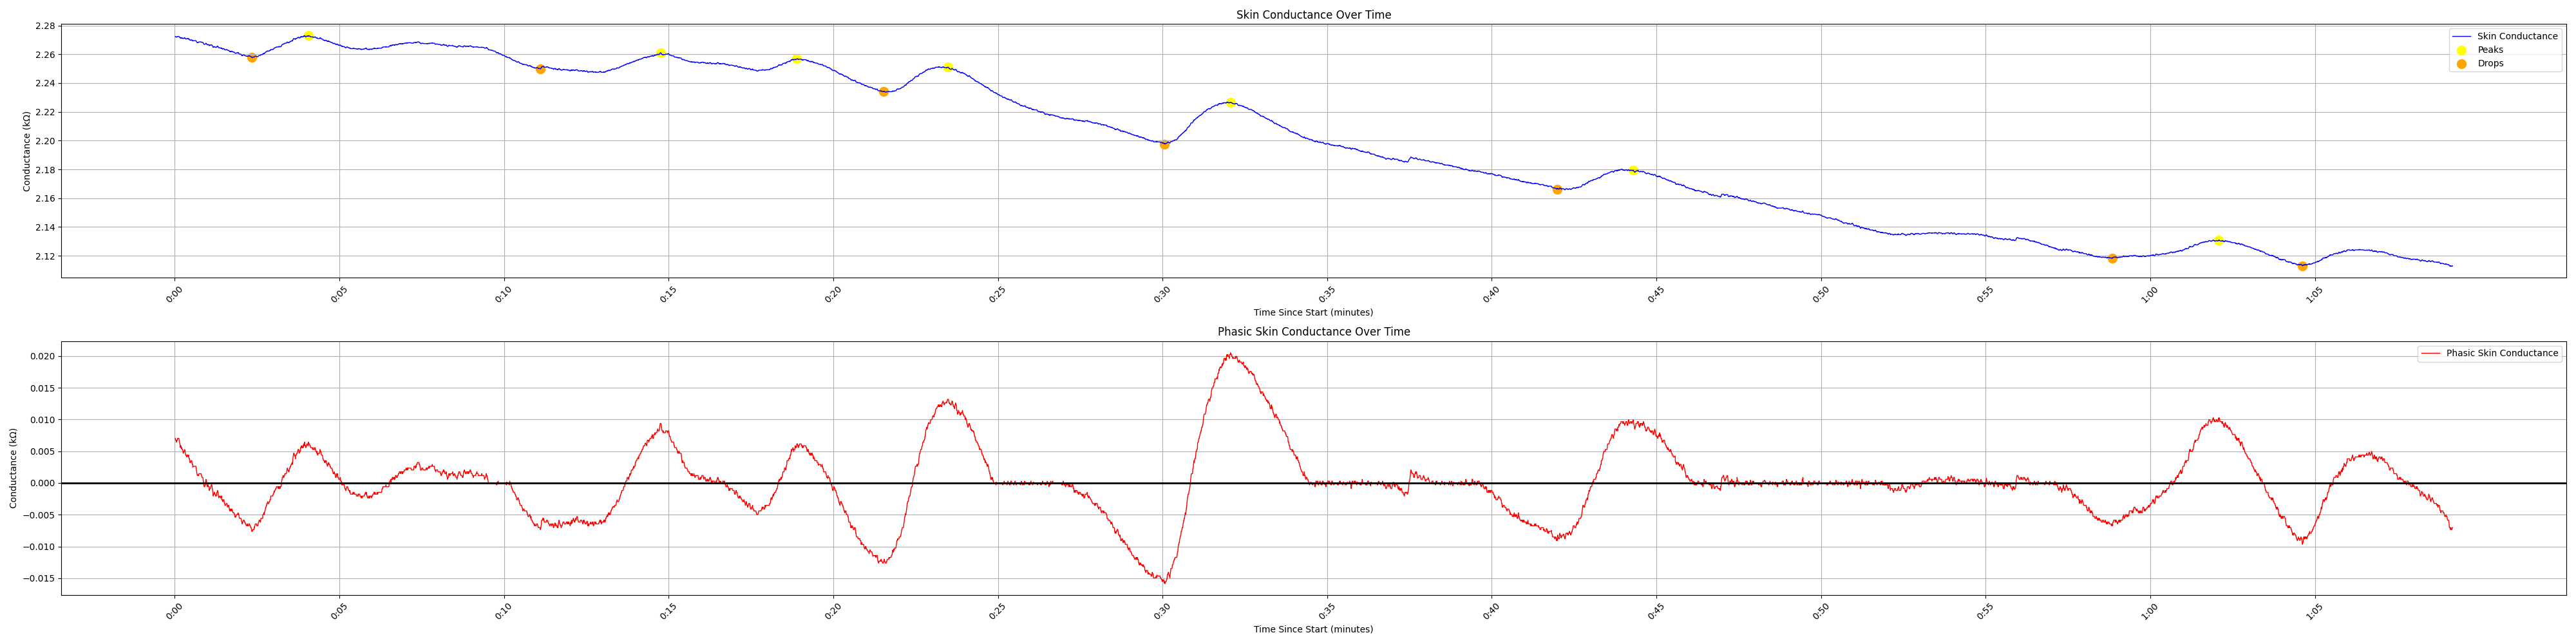 Skin Conductance Over Time
Conductance (kΩ)
2.28
2.26
2.24
2.22
2.20
2.18
2.16
2.14
2.12
Skin Conductance
Peaks
Drops
0:00 0:05 0:10 0:15 0:20 0:25 0:30 0:35 0:40 0:45 0:50 0:55 1:00 1:05
Time Since Start (minutes)
Phasic Skin Conductance Over Time
Conductance (kΩ)
0.020
0.015
0.010
0.005
0.000
−0.005
−0.010
−0.015
Phasic Skin Conductance
0:00 0:05 0:10 0:15 0:20 0:25 0:30 0:35 0:40 0:45 0:50 0:55 1:00 1:05
Time Since Start (minutes)